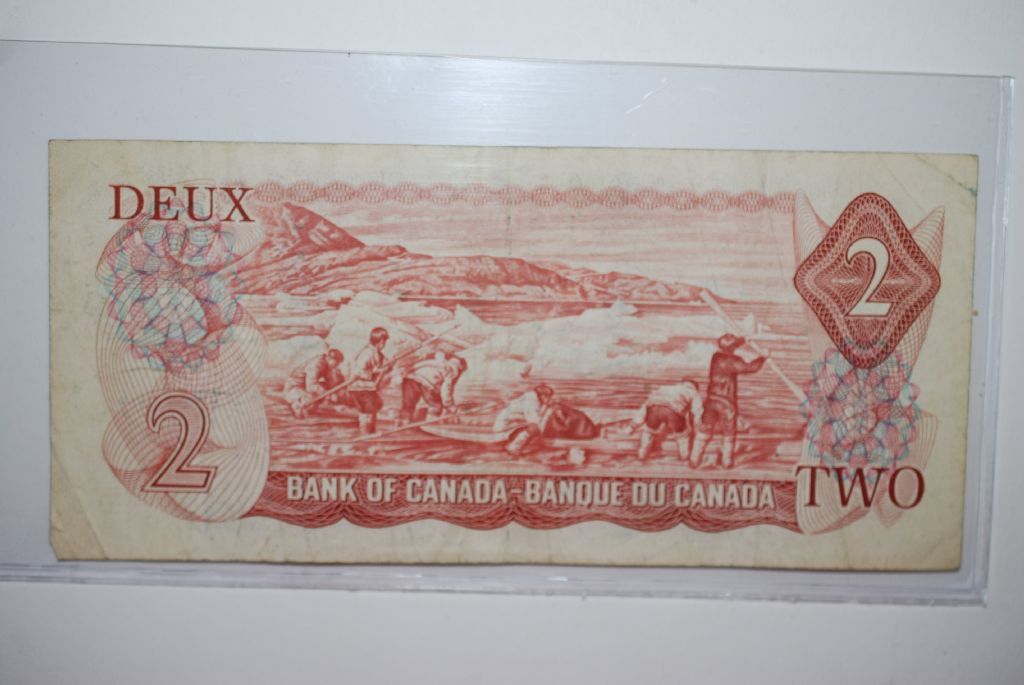 DEUX
2
2
BANK OF CANADA-BANQUE DU CANADA
TWO